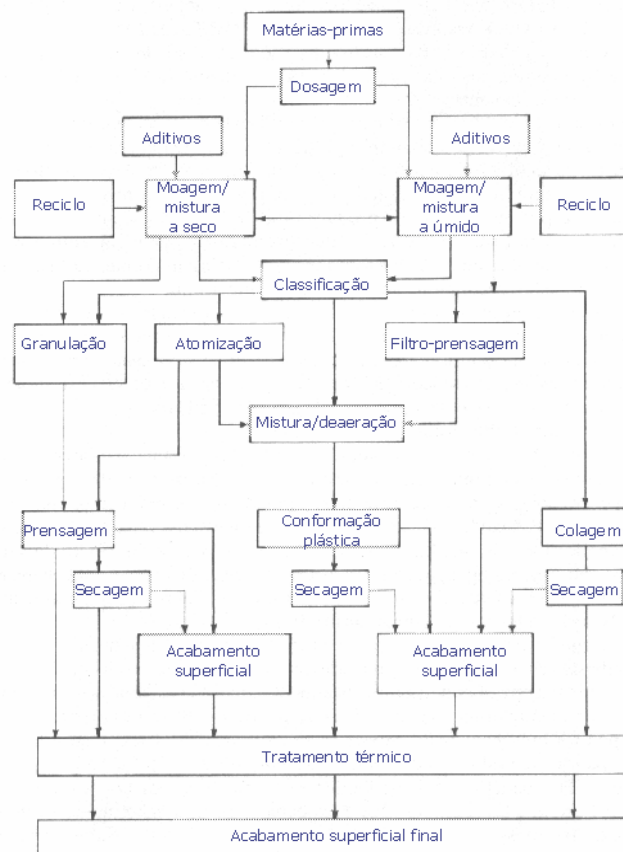 Matérias-primas
Dosagem
Aditivos
Aditivos
Reciclo
Moagem/
mistura
a seco
Moagem/
mistura
a úmido
Reciclo
Classificação
Granulação
Atomização
Filtro-prensagem
Mistura/deaeração
Prensagem
Conformação
plástica
Colagem
Secagem
Secagem
Secagem
Acabamento
superficial
Acabamento
superficial
Tratamento térmico
Acabamento superficial final